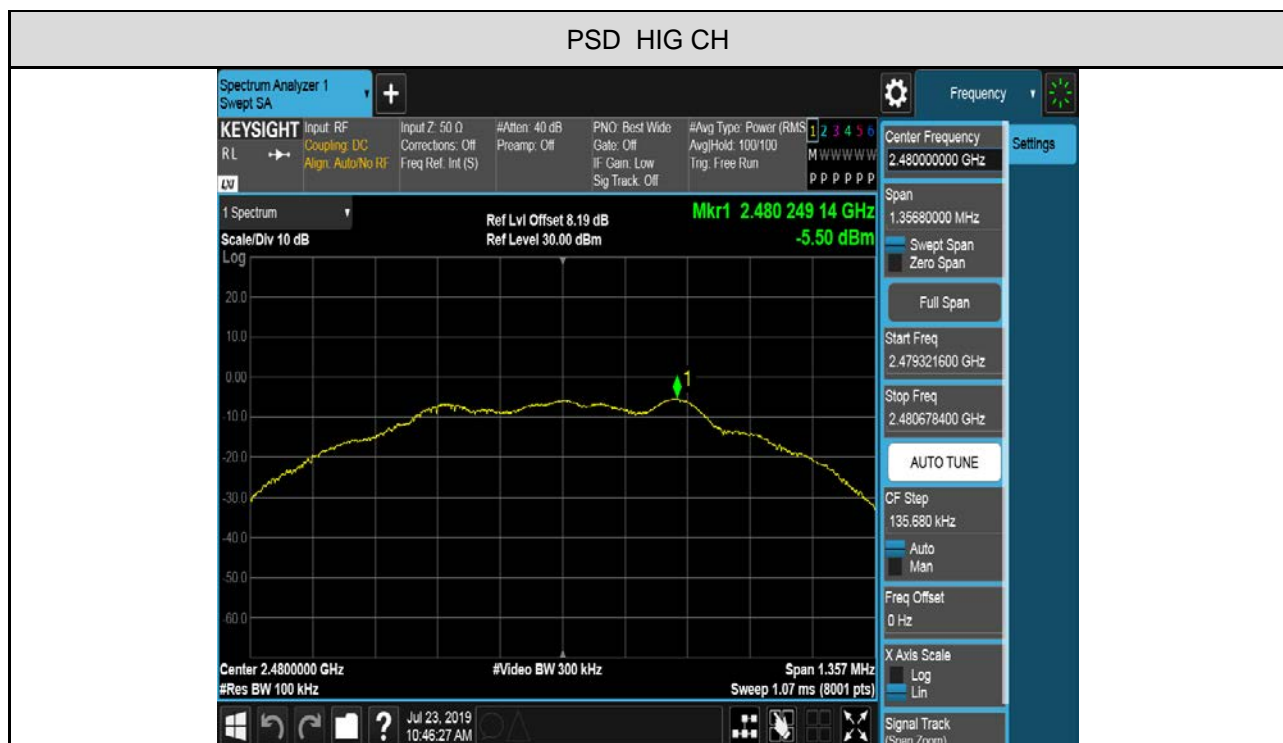 PSD HIG CH
Spectrum Analyzer 1
Swept SA
+
Frequency
KEYSIGHT
RL
LXI
Input: RF
Coupling: DC
Align: Auto/No RF
Input Z: 50 Ω
Corrections: Off
Freq Ref: Int (S)
#Atten: 40 dB
Preamp: Off
PNO: Best Wide
Gate: Off
IF Gain: Low
Sig Track: Off
#Avg Type: Power (RMS
Avg|Hold: 100/100
Trig: Free Run
1 2 3 4 5 6
M W W W W W
P P P P P P
1 Spectrum
Scale/Div 10 dB
Ref Lvl Offset 8.19 dB
Ref Level 30.00 dBm
Mkr1 2.480 249 14 GHz
-5.50 dBm
Log
20.0
10.0
0.00
-10.0
-20.0
-30.0
-40.0
-50.0
-60.0
1
Center 2.4800000 GHz
#Res BW 100 kHz
#Video BW 300 kHz
Span 1.357 MHz
Sweep 1.07 ms (8001 pts)
?
Jul 23, 2019
10:46:27 AM
Center Frequency
2.480000000 GHz
Settings
Span
1.35680000 MHz
Swept Span
Zero Span
Full Span
Start Freq
2.479321600 GHz
Stop Freq
2.480678400 GHz
AUTO TUNE
CF Step
135.680 kHz
Auto
Man
Freq Offset
0 Hz
X Axis Scale
Log
Lin
Signal Track
(Span Zoom)